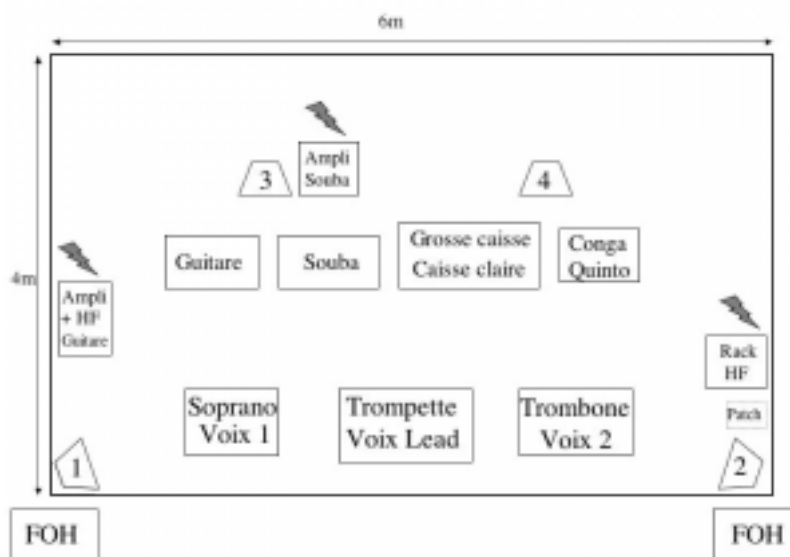 6m
Ampli
Souba
3
4
Guitare
Souba
Grosse caisse
Caisse claire
Conga
Quinto
4m
Ampli
+ HF
Guitare
Rack
HF
Soprano
Voix 1
Trompette
Voix Lead
Trombone
Voix 2
Patch
1
2
FOH
FOH